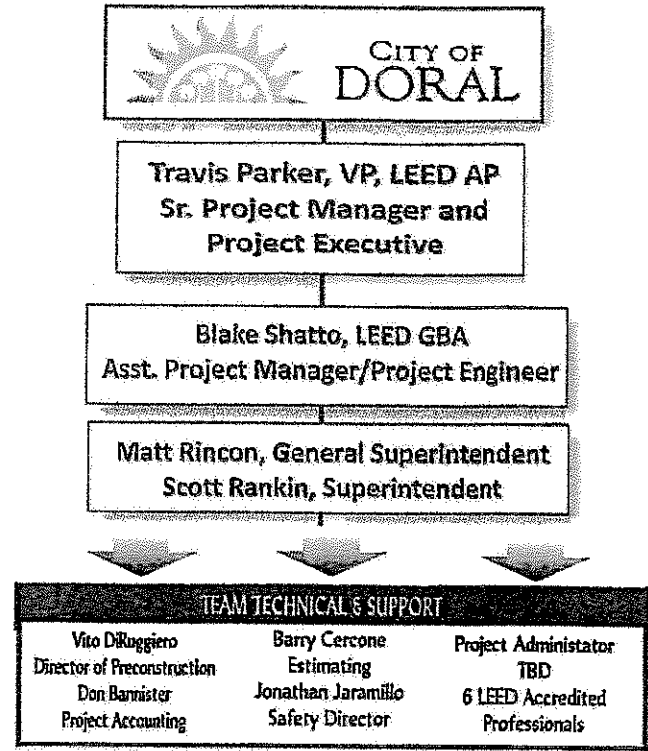 CITY OF
DORAL
Travis Parker, VP, LEED AP
Sr. Project Manager and
Project Executive
Blake Shatto, LEED GBA
Asst. Project Manager/Project Engineer
Matt Rincon, General Superintendent
Scott Rankin, Superintendent
TEAM TECHNICAL & SUPPORT
Vito DiRuggiero
Director of Preconstruction
Don Bannister
Project Accounting
Barry Cercone
Estimating
Jonathan Jaramillo
Safety Director
Project Administator
TBD
6 LEED Accredited
Professionals